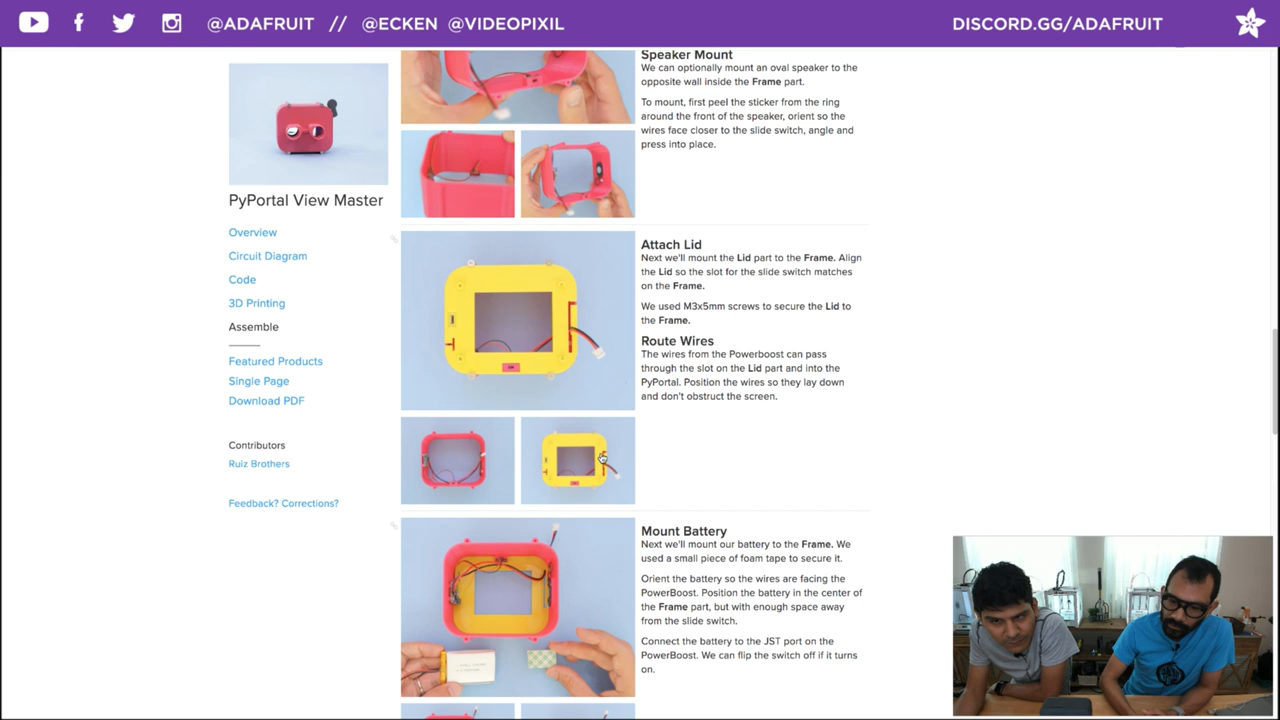 @ADAFRUIT // @ECKEN @VIDEOPIXIL
DISCORD.GG/ADAFRUIT
PyPortal View Master
Overview
Circuit Diagram
Code
3D Printing
Assemble
Featured Products
Single Page
Download PDF
Contributors
Ruiz Brothers
Feedback? Corrections?
Speaker Mount
We can optionally mount an oval speaker to the
opposite wall inside the Frame part.
To mount, first peel the sticker from the ring
around the front of the speaker, orient so the
wires face closer to the slide switch, angle and
press into place.
Attach Lid
Next we'll mount the Lid part to the Frame. Align
the Lid so the slot for the slide switch matches
on the Frame.
We used M3x5mm screws to secure the Lid to
the Frame.
Route Wires
The wires from the Powerboost can pass
through the slot on the Lid part and into the
PyPortal. Position the wires so they lay down
and don't obstruct the screen.
Mount Battery
Next we'll mount our battery to the Frame. We
used a small piece of foam tape to secure it.
Orient the battery so the wires are facing the
PowerBoost. Position the battery in the center of
the Frame part, but with enough space away
from the slide switch.
Connect the battery to the JST port on the
PowerBoost. We can flip the switch off if it turns
on.